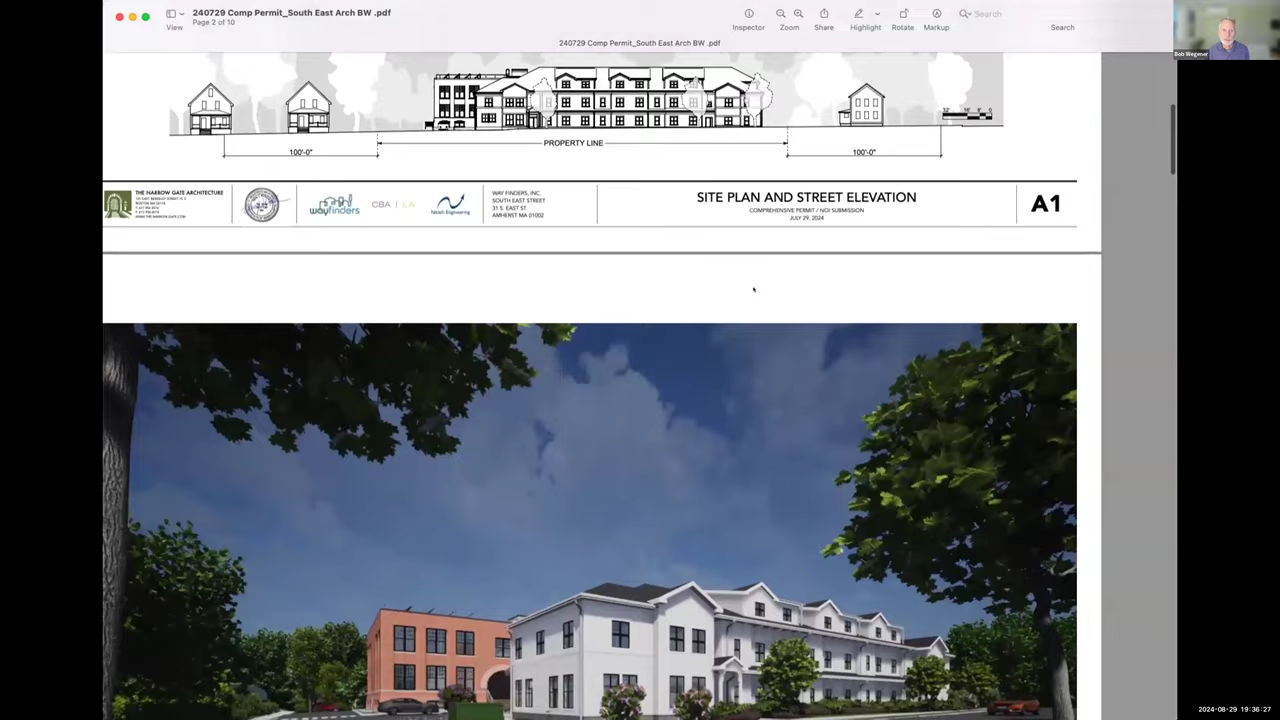 240729 Comp Permit_South East Arch BW .pdf
Page 2 of 10
View
Inspector
Zoom
Share
Highlight
Rotate
Markup
Search
Search
240729 Comp Permit_South East Arch BW .pdf
Bob Wegener
100'-0"
PROPERTY LINE
100'-0"
THE NARROW GATE ARCHITECTURE
wayfinders
CBA | LA
Nitsch Engineering
WAY FINDERS, INC.
SOUTH EAST STREET
31 S. EAST ST.
AMHERST MA 01002
SITE PLAN AND STREET ELEVATION
COMPREHENSIVE PERMIT / NOI SUBMISSION
JULY 29, 2024
A1
2024-08-29 19:36:27